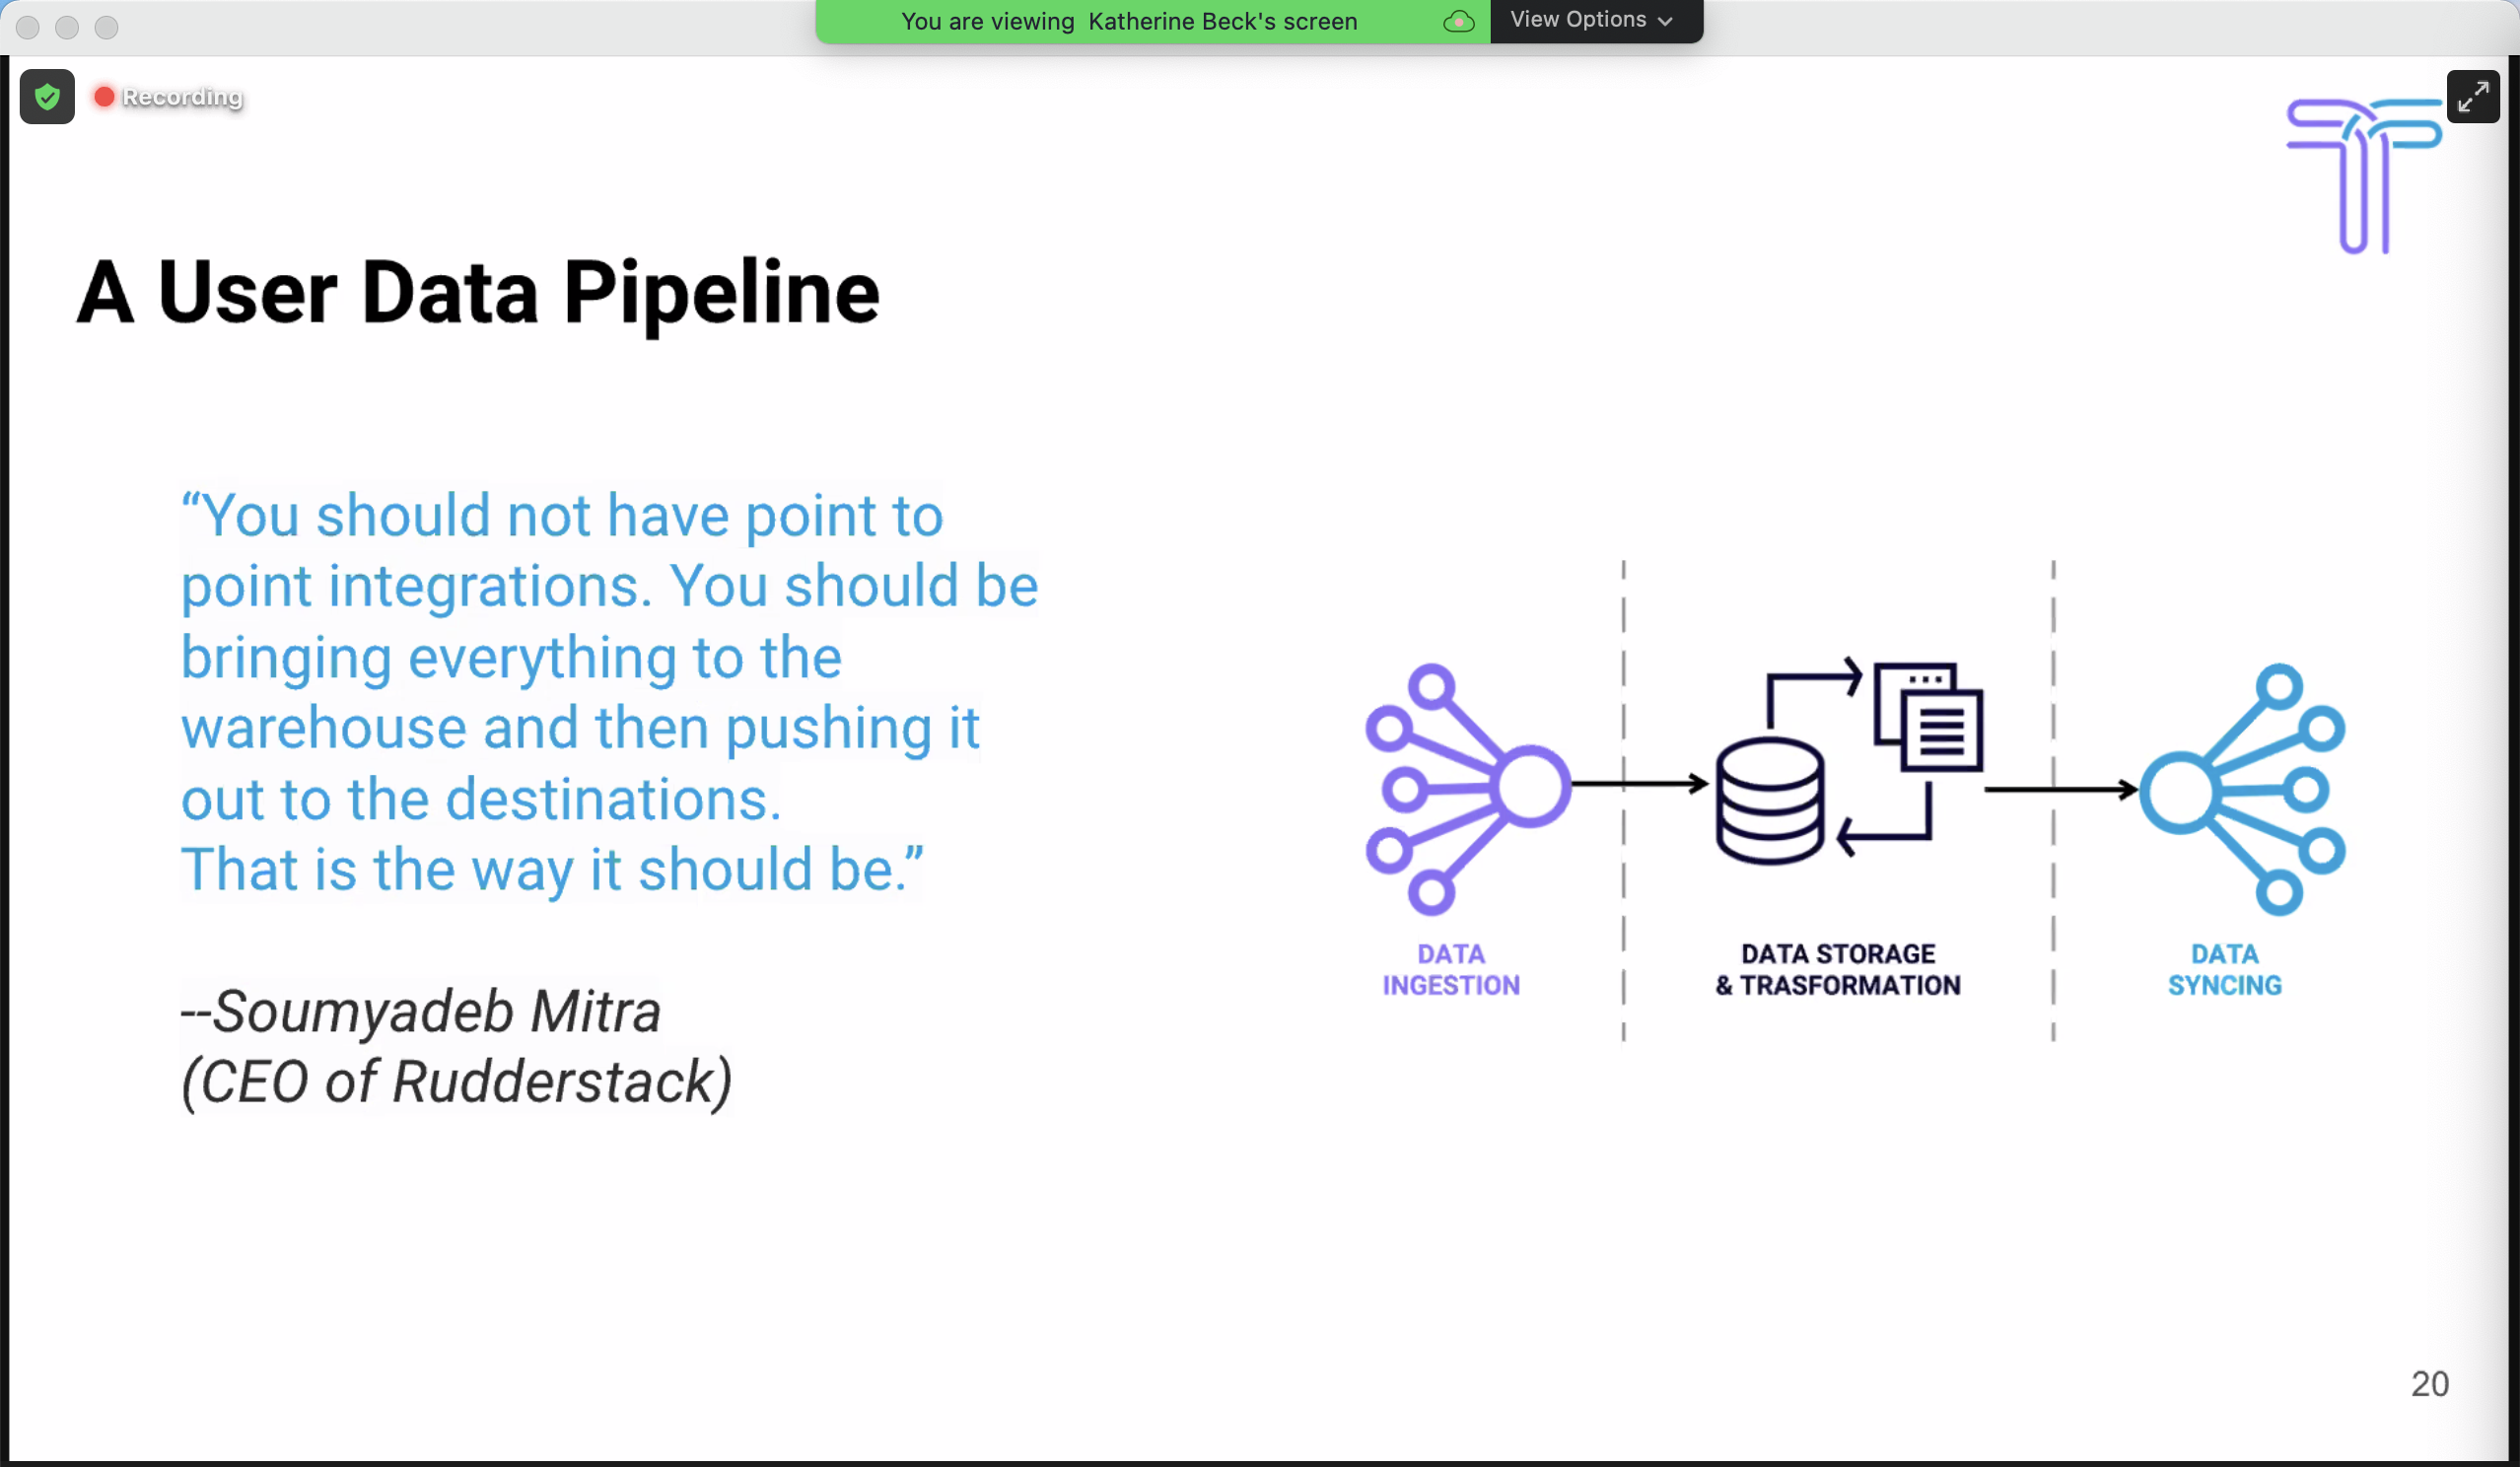 You are viewing Katherine Beck's screen
View Options
Recording
A User Data Pipeline
“You should not have point to
point integrations. You should be
bringing everything to the
warehouse and then pushing it
out to the destinations.
That is the way it should be.”
--Soumyadeb Mitra
(CEO of Rudderstack)
DATA
INGESTION
DATA STORAGE
& TRASFORMATION
DATA
SYNCING
20